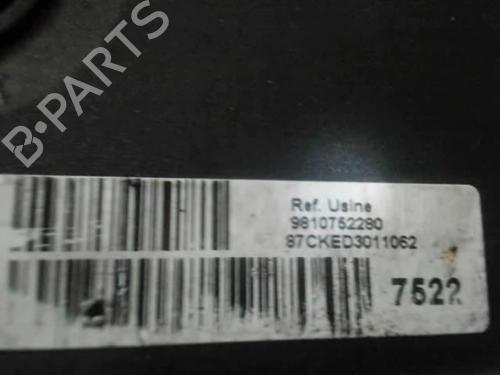 B-PARTS
Ref. Usine
9810752280
87CKED3011062
7522